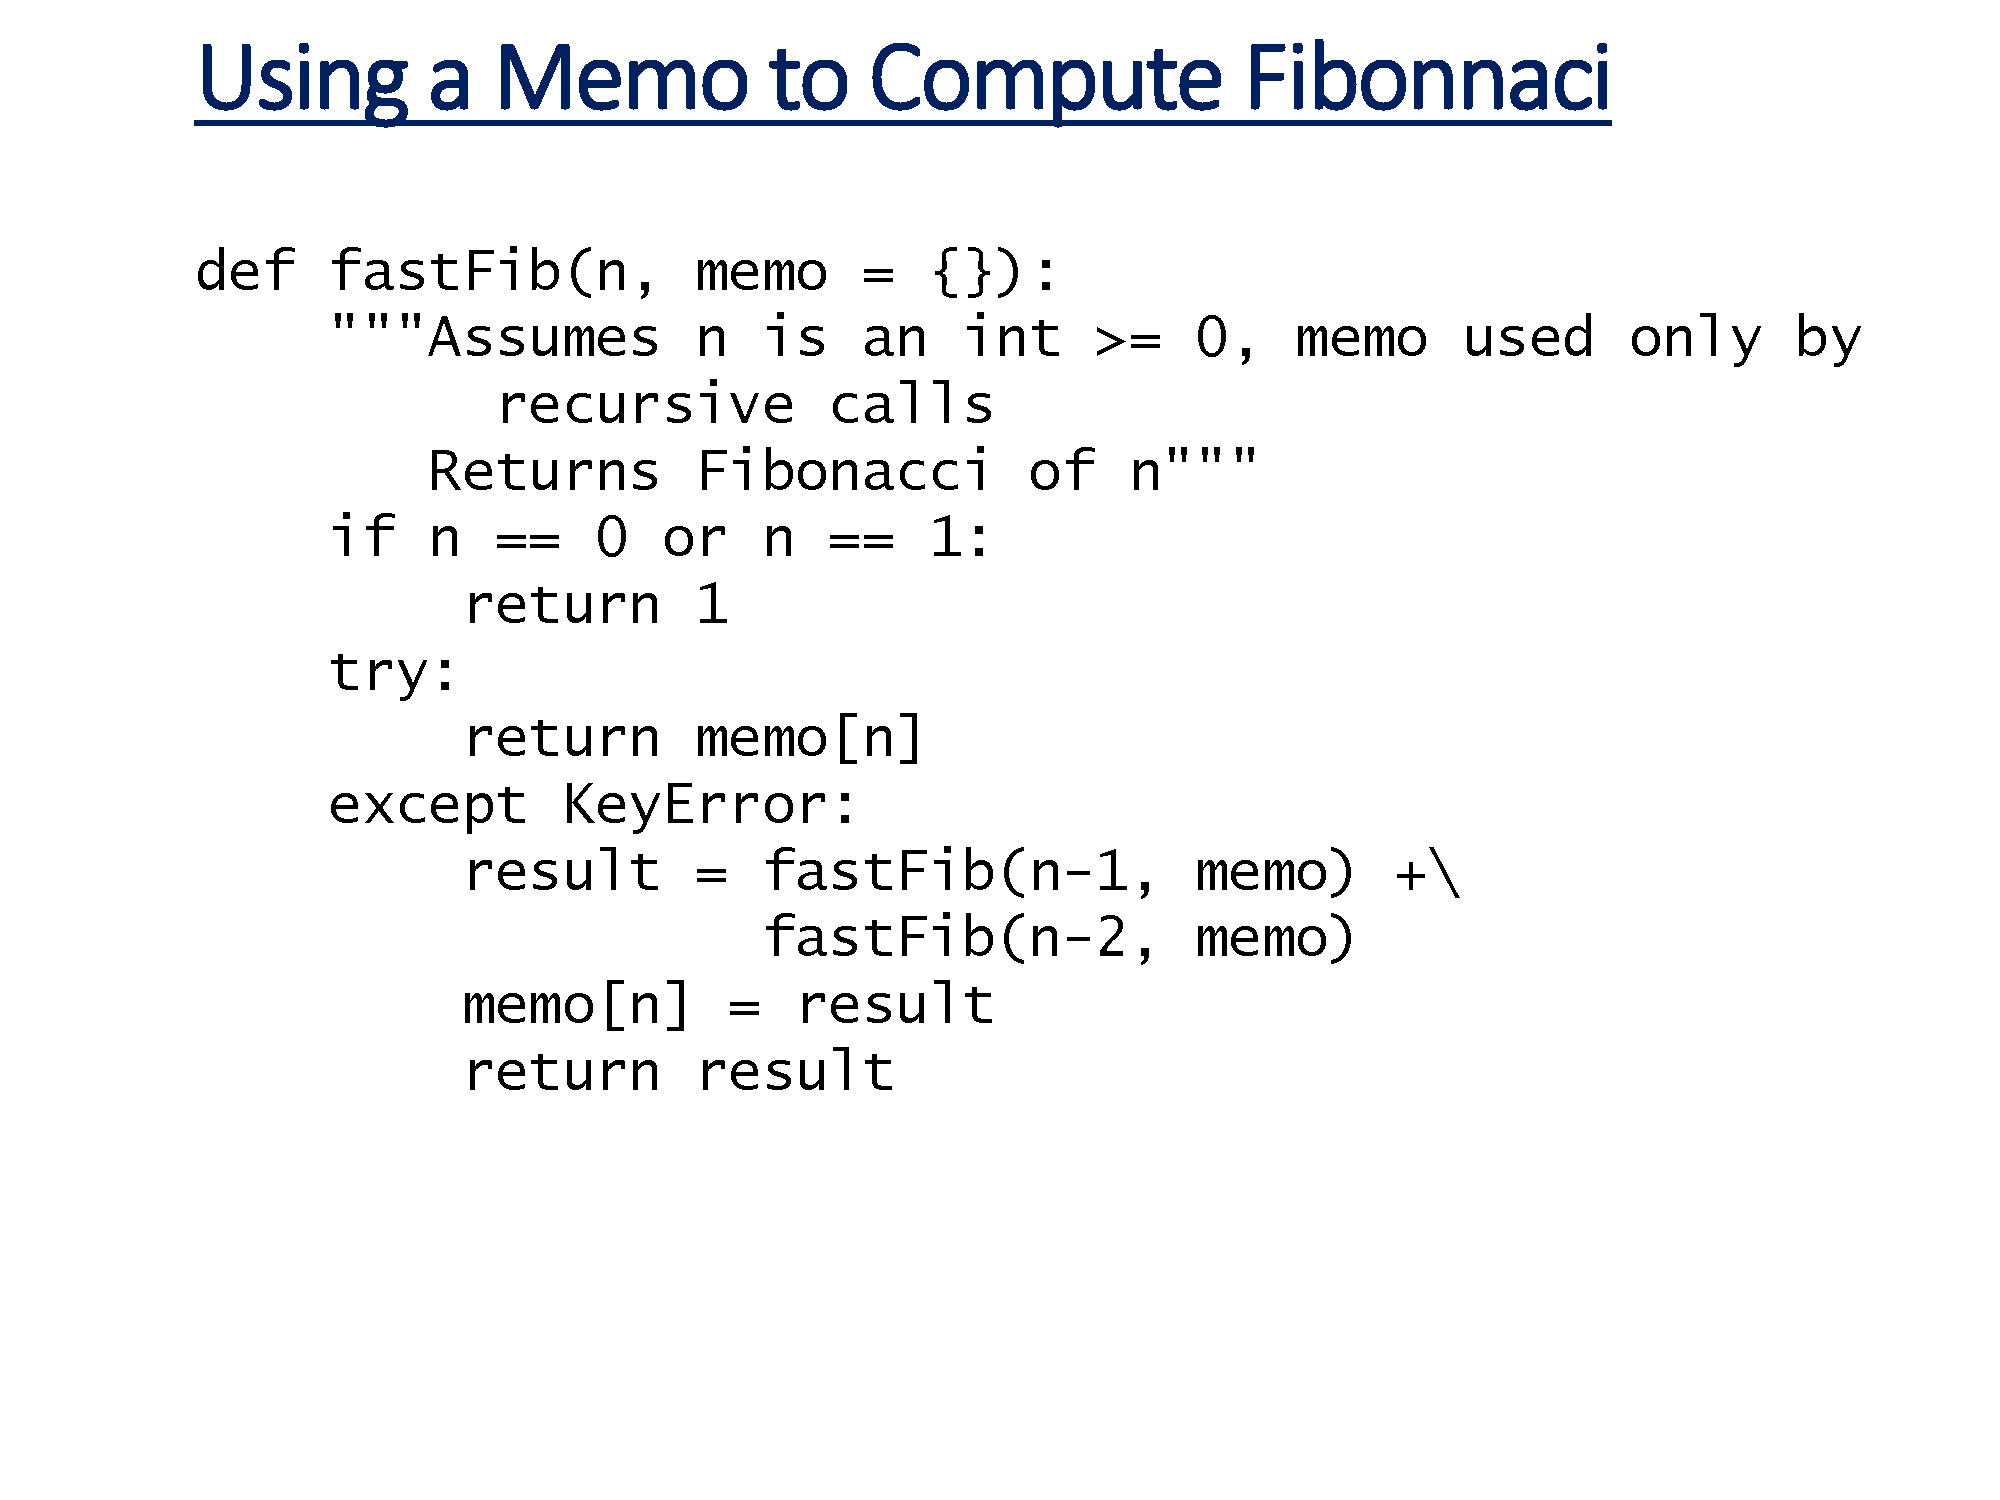 Using a Memo to Compute Fibonnaci
def fastFib(n, memo = {}):
    """Assumes n is an int >= 0, memo used only by
         recursive calls
       Returns Fibonacci of n"""
    if n == 0 or n == 1:
        return 1
    try:
        return memo[n]
    except KeyError:
        result = fastFib(n-1, memo) +\
                 fastFib(n-2, memo)
        memo[n] = result
        return result